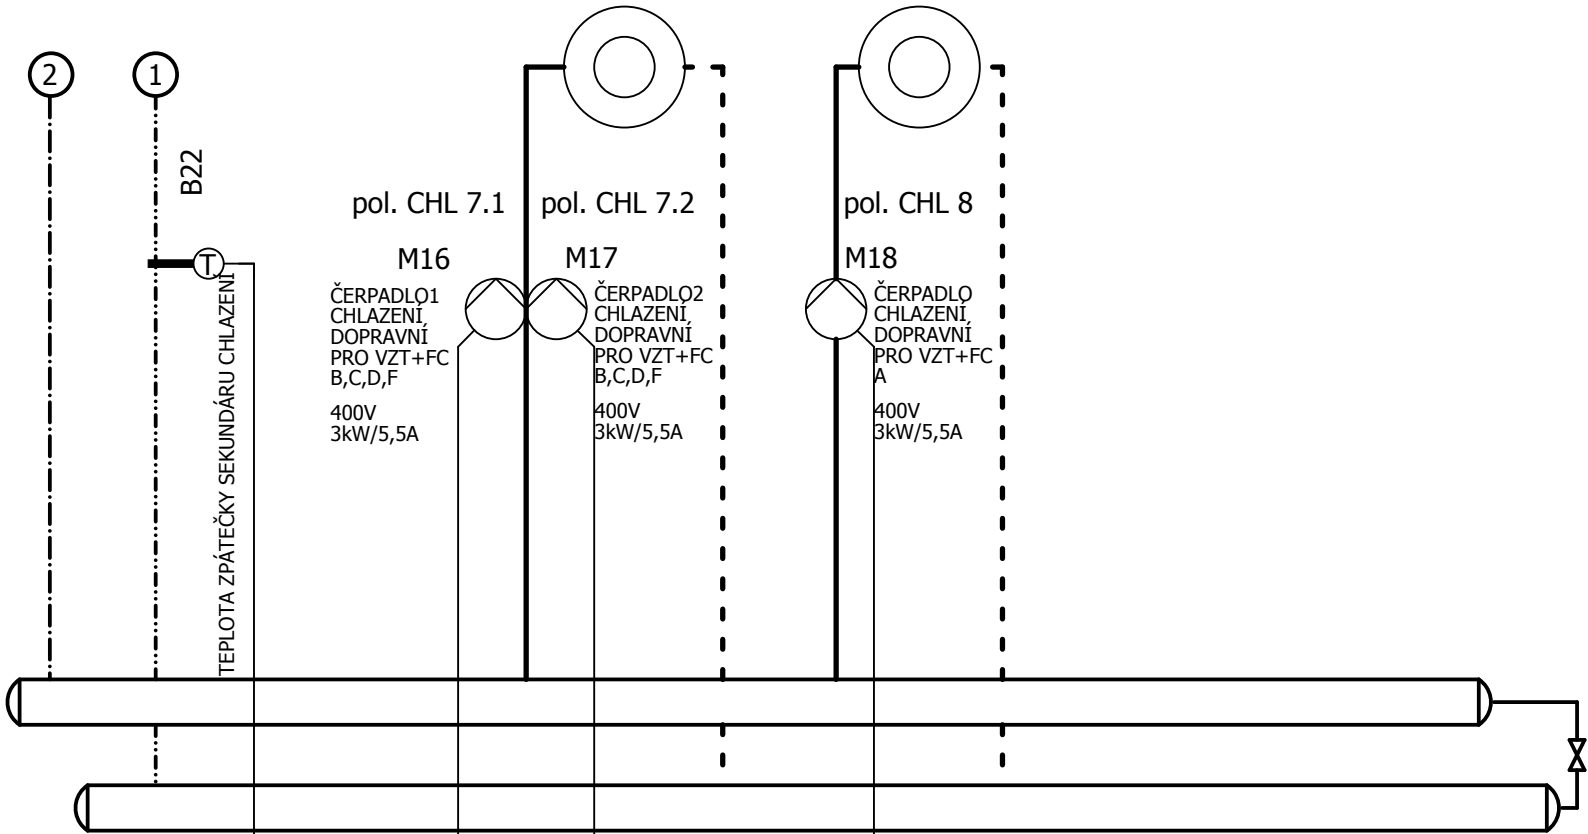 2
1
B22
T
TEPLOTA ZPÁTEČKY SEKUNDÁRU CHLAZENÍ
pol. CHL 7.1
M16
ČERPADLO1
CHLAZENÍ,
DOPRAVNÍ
PRO VZT+FC
B,C,D,F
400V
3kW/5,5A
pol. CHL 7.2
M17
ČERPADLO2
CHLAZENÍ,
DOPRAVNÍ
PRO VZT+FC
B,C,D,F
400V
3kW/5,5A
pol. CHL 8
M18
ČERPADLO
CHLAZENÍ,
DOPRAVNÍ
PRO VZT+FC
A
400V
3kW/5,5A